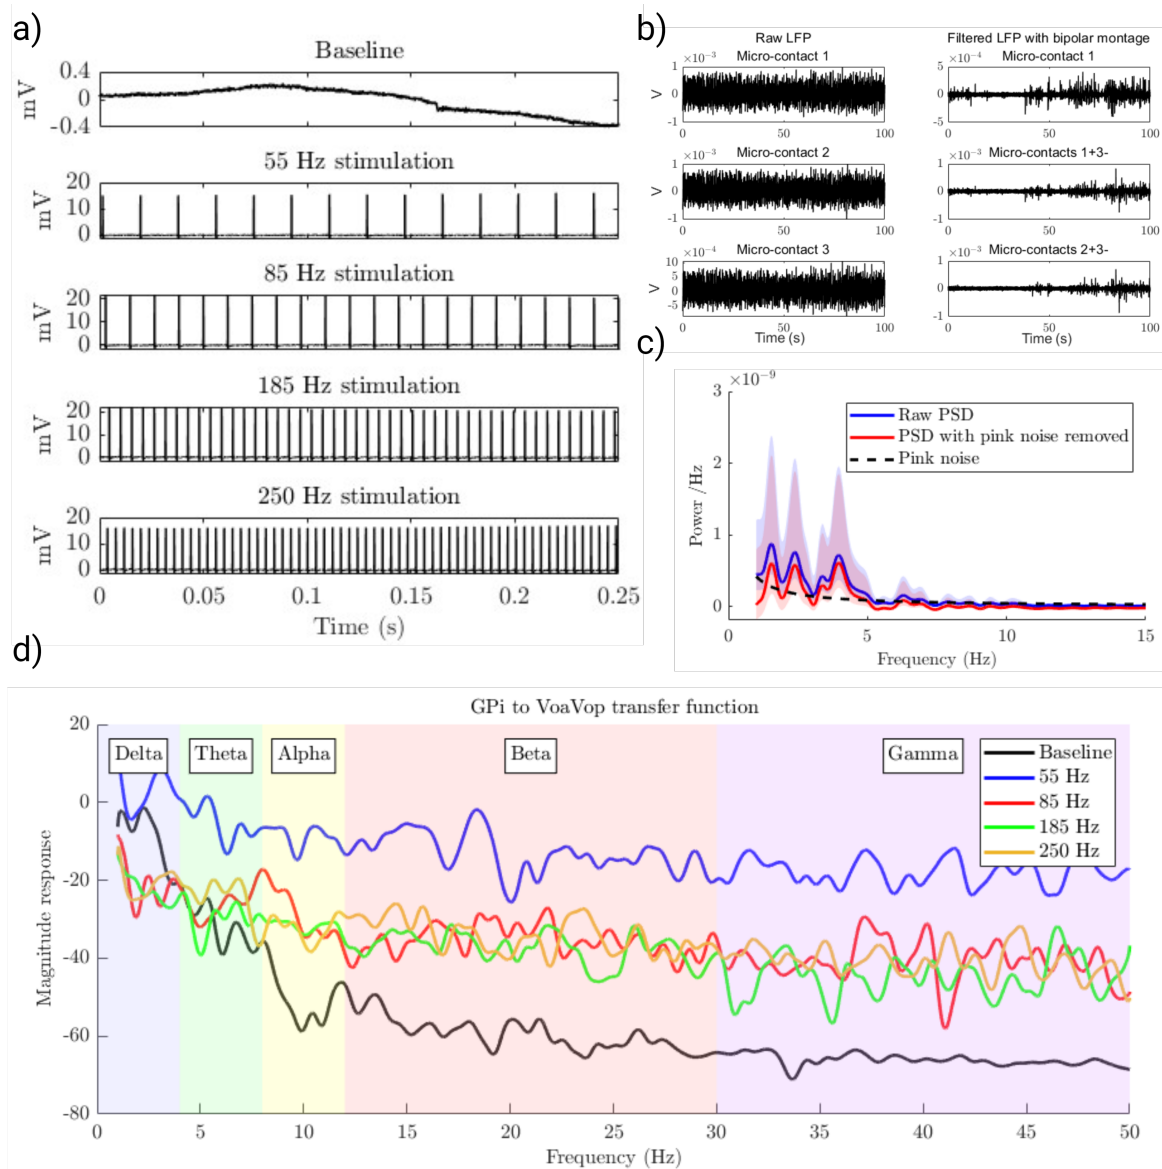 a)
Baseline
mV
0.4
0
-0.4
55 Hz stimulation
mV
20
10
0
85 Hz stimulation
mV
20
10
0
185 Hz stimulation
mV
20
10
0
250 Hz stimulation
mV
20
10
0
0 0.05 0.1 0.15 0.2 0.25
Time (s)
b)
Raw LFP
Micro-contact 1
×10⁻³
V
1
0
-1
0 50 100
Micro-contact 2
×10⁻³
V
1
0
-1
0 50 100
Micro-contact 3
×10⁻⁴
V
10
5
0
-5
0 50 100
Time (s)
Filtered LFP with bipolar montage
Micro-contact 1
×10⁻⁴
5
0
-5
0 50 100
Micro-contacts 1+3-
×10⁻³
1
0
-1
0 50 100
Micro-contacts 2+3-
×10⁻³
1
0
-1
0 50 100
Time (s)
c)
×10⁻⁹
Power /Hz
3
2
1
0
Raw PSD
PSD with pink noise removed
Pink noise
0 5 10 15
Frequency (Hz)
d)
GPi to VoaVop transfer function
Magnitude response
20
0
-20
-40
-60
-80
Delta
Theta
Alpha
Beta
Gamma
Baseline
55 Hz
85 Hz
185 Hz
250 Hz
0 5 10 15 20 25 30 35 40 45 50
Frequency (Hz)